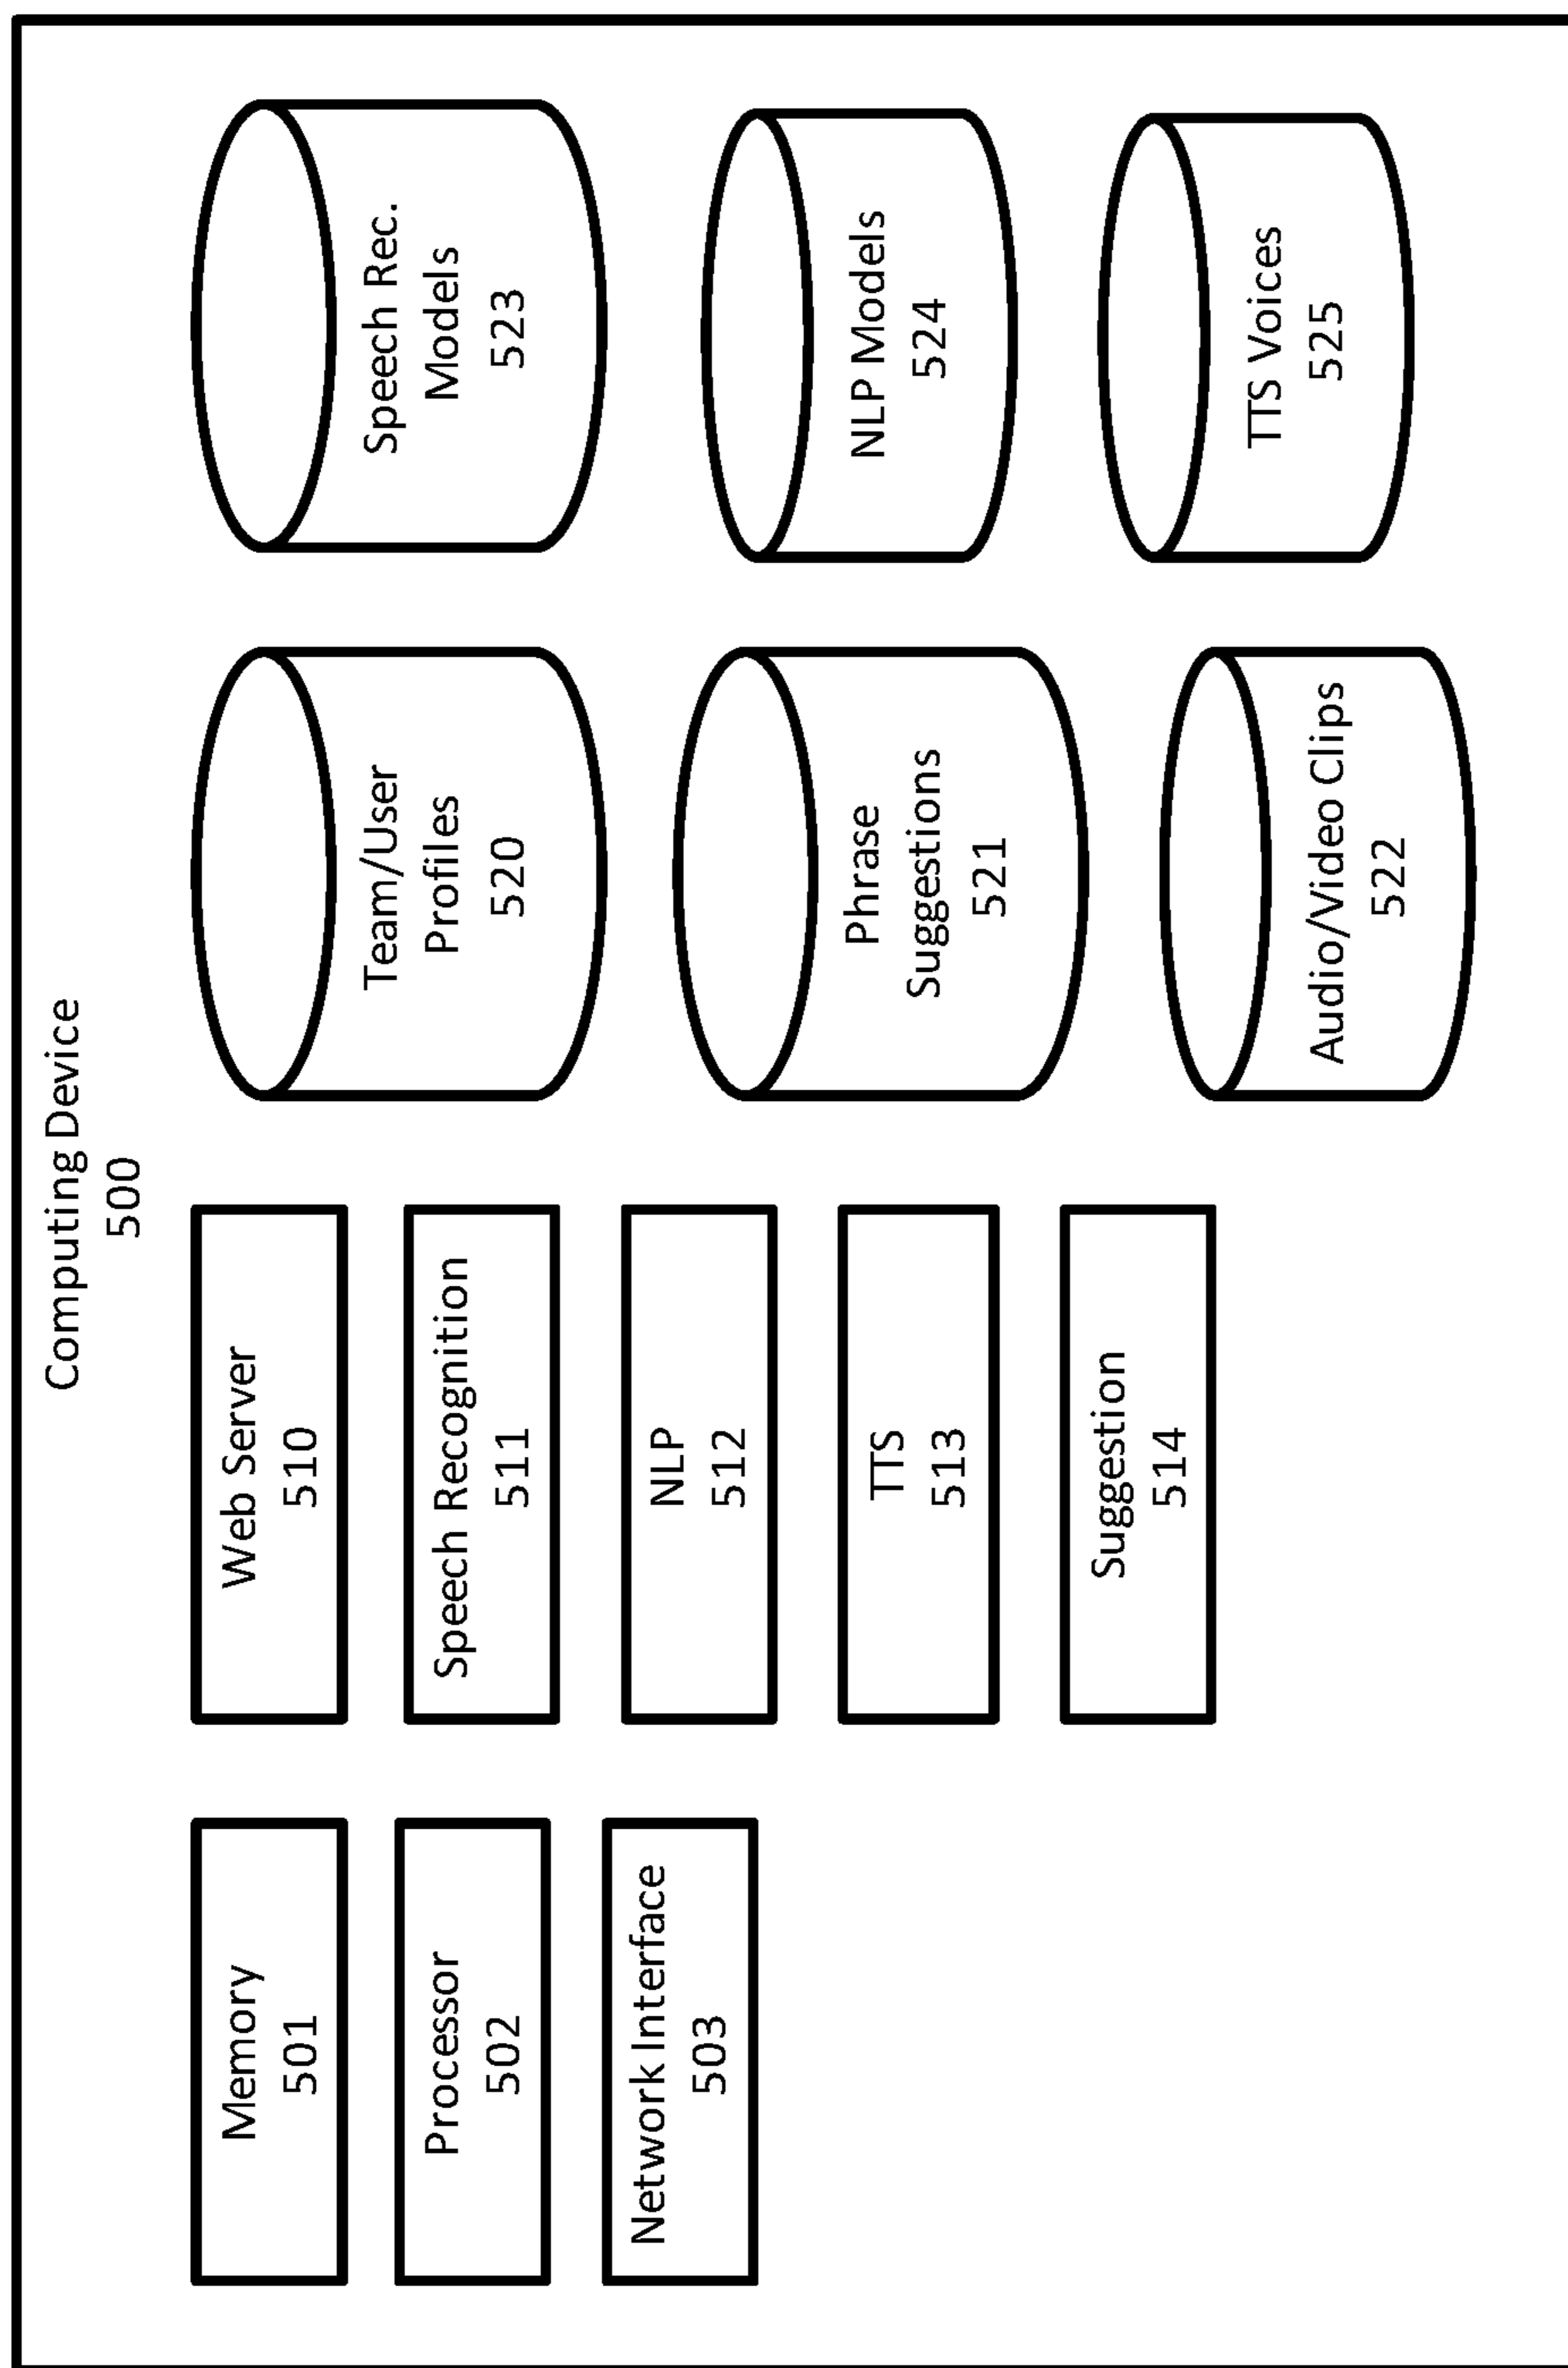 Computing Device
500
Memory
501
Processor
502
Network Interface
503
Web Server
510
Speech Recognition
511
NLP
512
TTS
513
Suggestion
514
Team/User
Profiles
520
Phrase
Suggestions
521
Audio/Video Clips
522
Speech Rec.
Models
523
NLP Models
524
TTS Voices
525